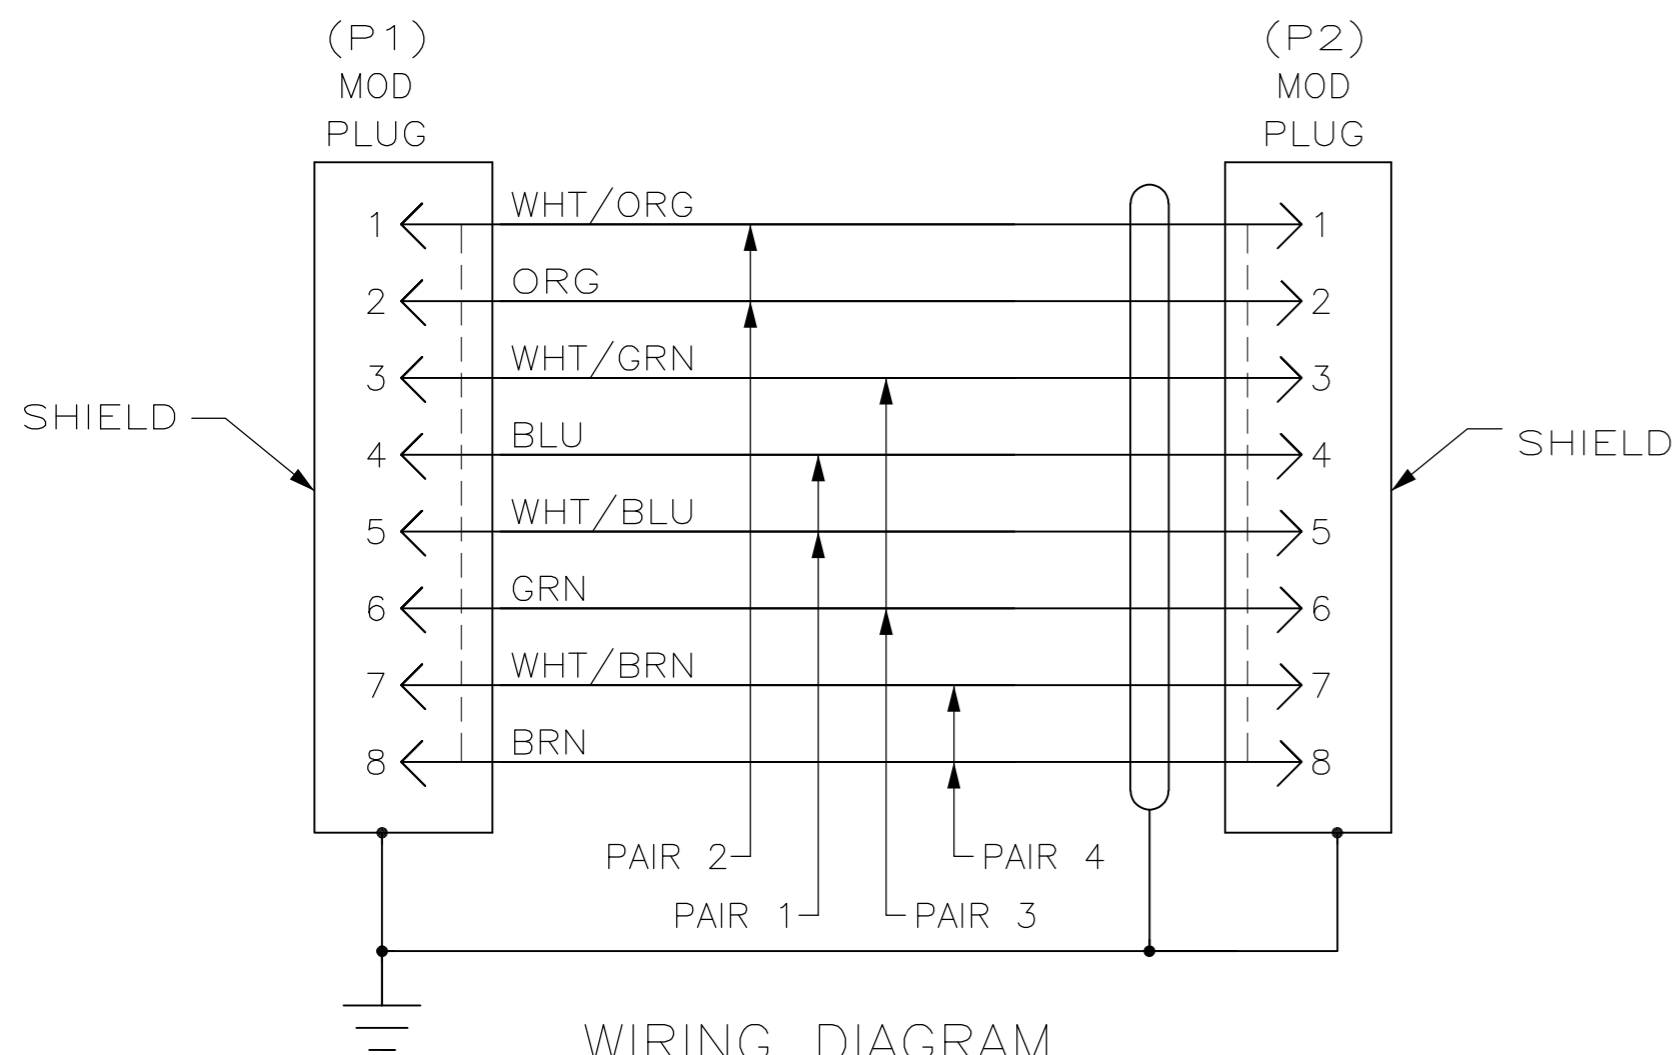 (P1)
MOD
PLUG
(P2)
MOD
PLUG
1 WHT/ORG 1
2 ORG 2
3 WHT/GRN 3
SHIELD
4 BLU 4
SHIELD
5 WHT/BLU 5
6 GRN 6
7 WHT/BRN 7
8 BRN 8
PAIR 2
PAIR 4
PAIR 1
PAIR 3
WIRING DIAGRAM